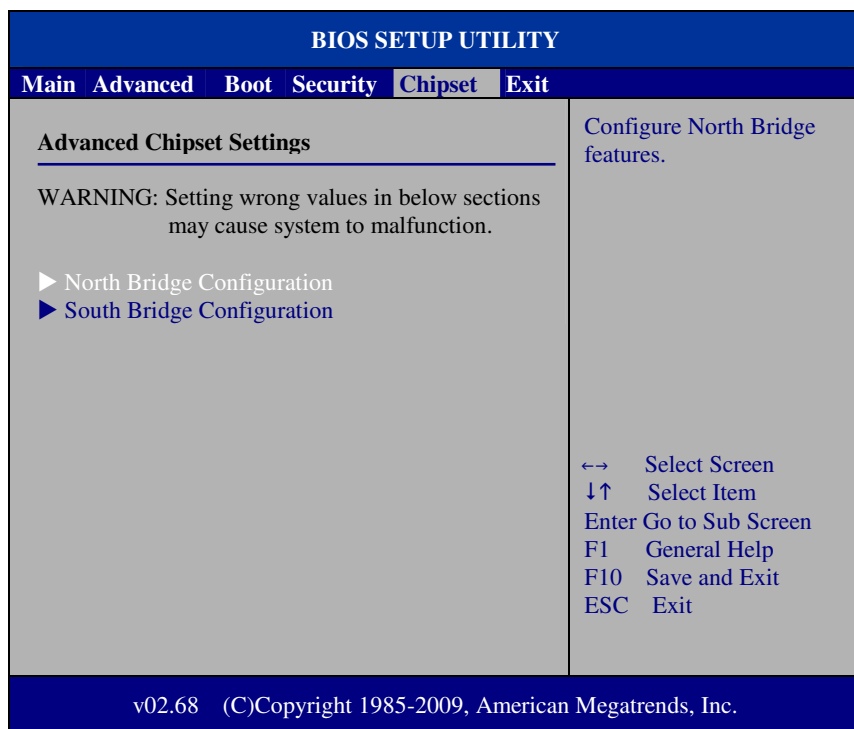 BIOS SETUP UTILITY
Main Advanced Boot Security Chipset Exit
Advanced Chipset Settings
WARNING: Setting wrong values in below sections
may cause system to malfunction.
▶ North Bridge Configuration
▶ South Bridge Configuration
Configure North Bridge
features.
←→ Select Screen
↓↑ Select Item
Enter Go to Sub Screen
F1 General Help
F10 Save and Exit
ESC Exit
v02.68 (C)Copyright 1985-2009, American Megatrends, Inc.